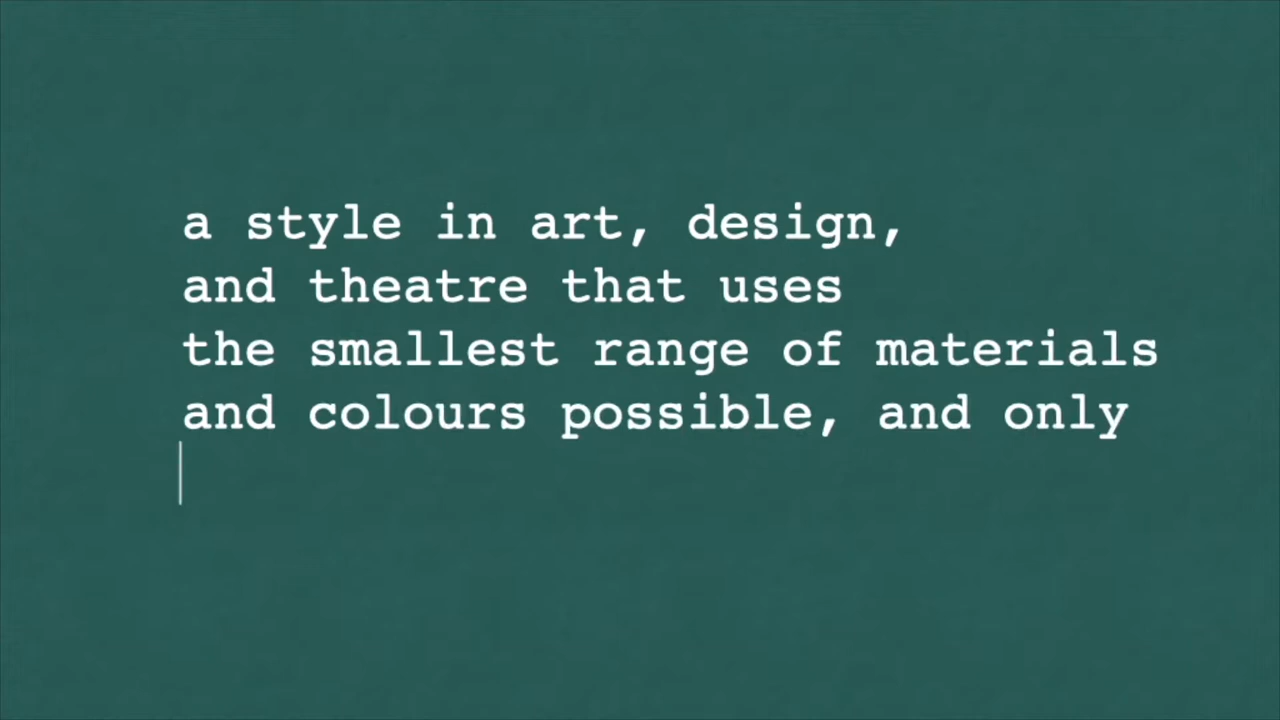 a style in art, design,
and theatre that uses
the smallest range of materials
and colours possible, and only